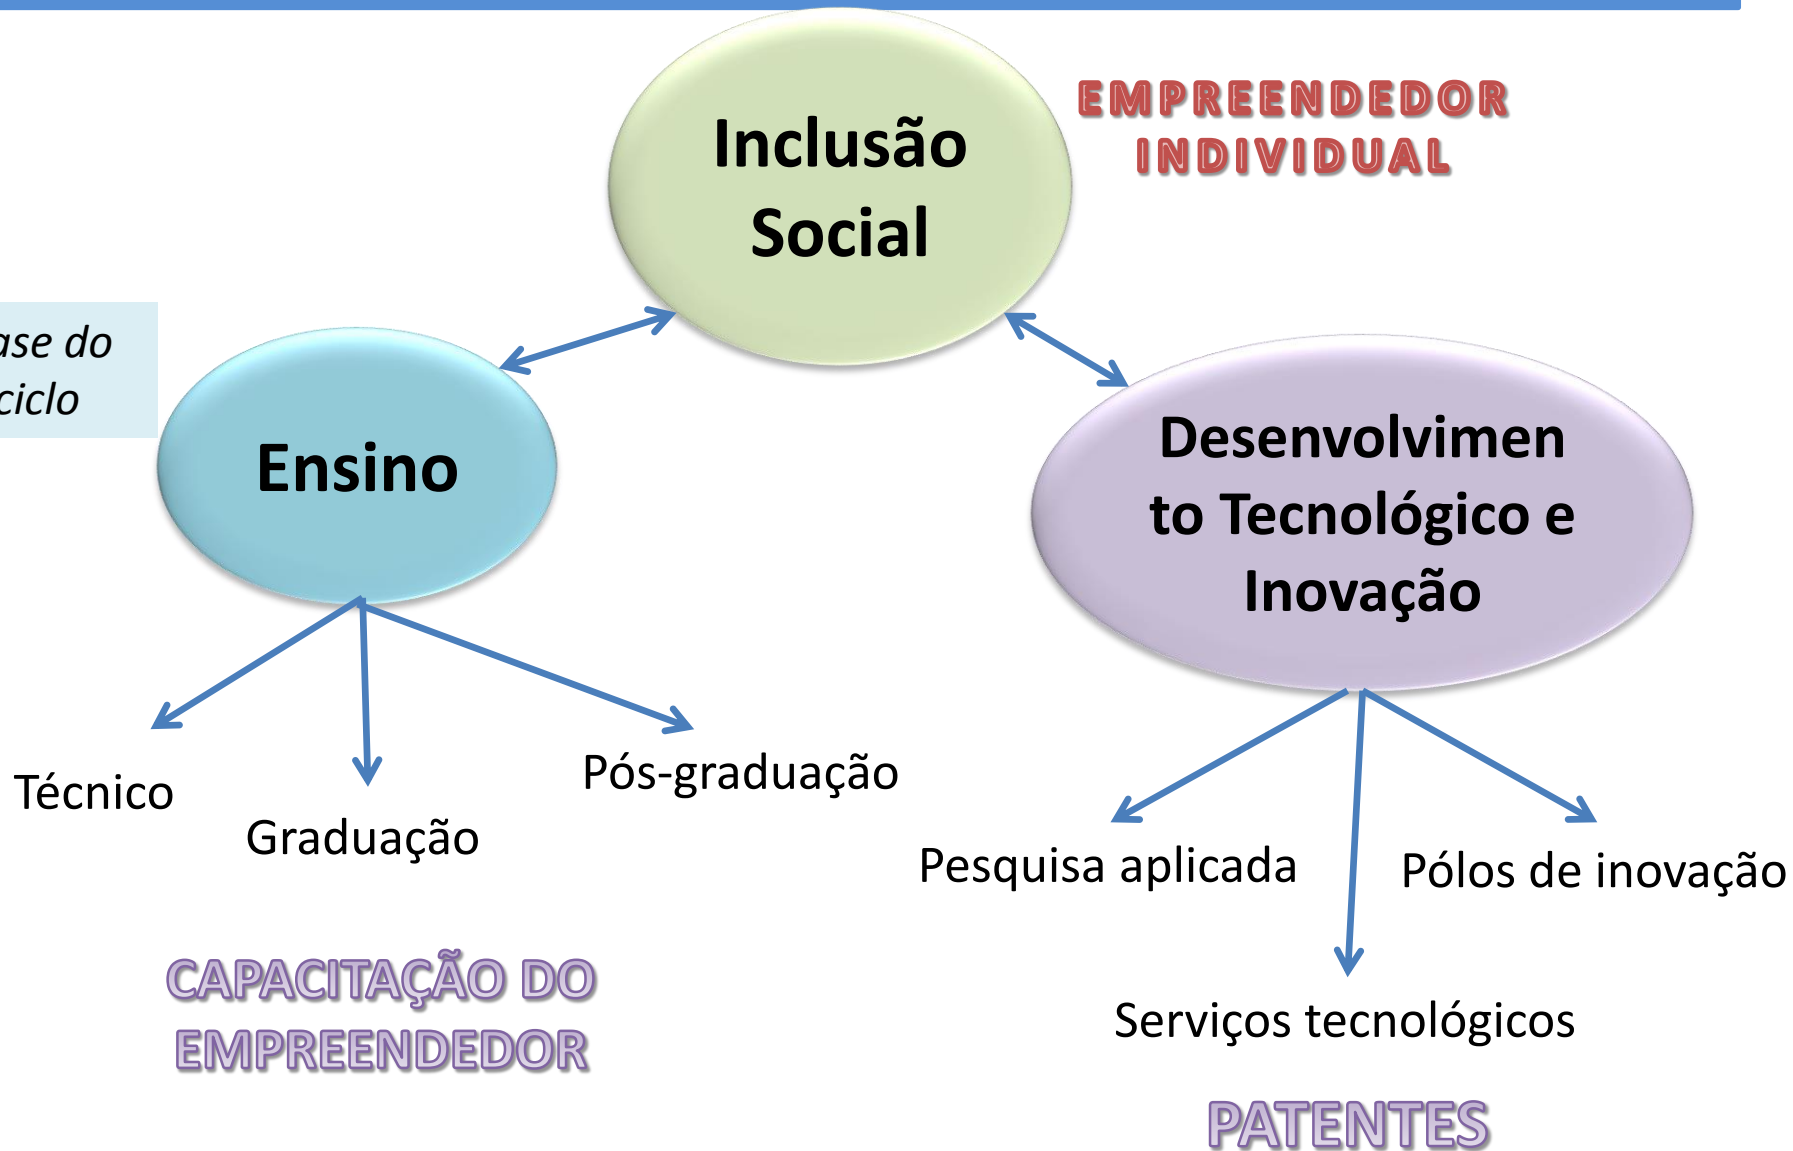 Inclusão
Social
EMPREENDEDOR
INDIVIDUAL
ase do
ciclo
Ensino
Desenvolvimen
to Tecnológico e
Inovação
Técnico
Graduação
Pós-graduação
Pesquisa aplicada
Pólos de inovação
Serviços tecnológicos
CAPACITAÇÃO DO
EMPREENDEDOR
PATENTES